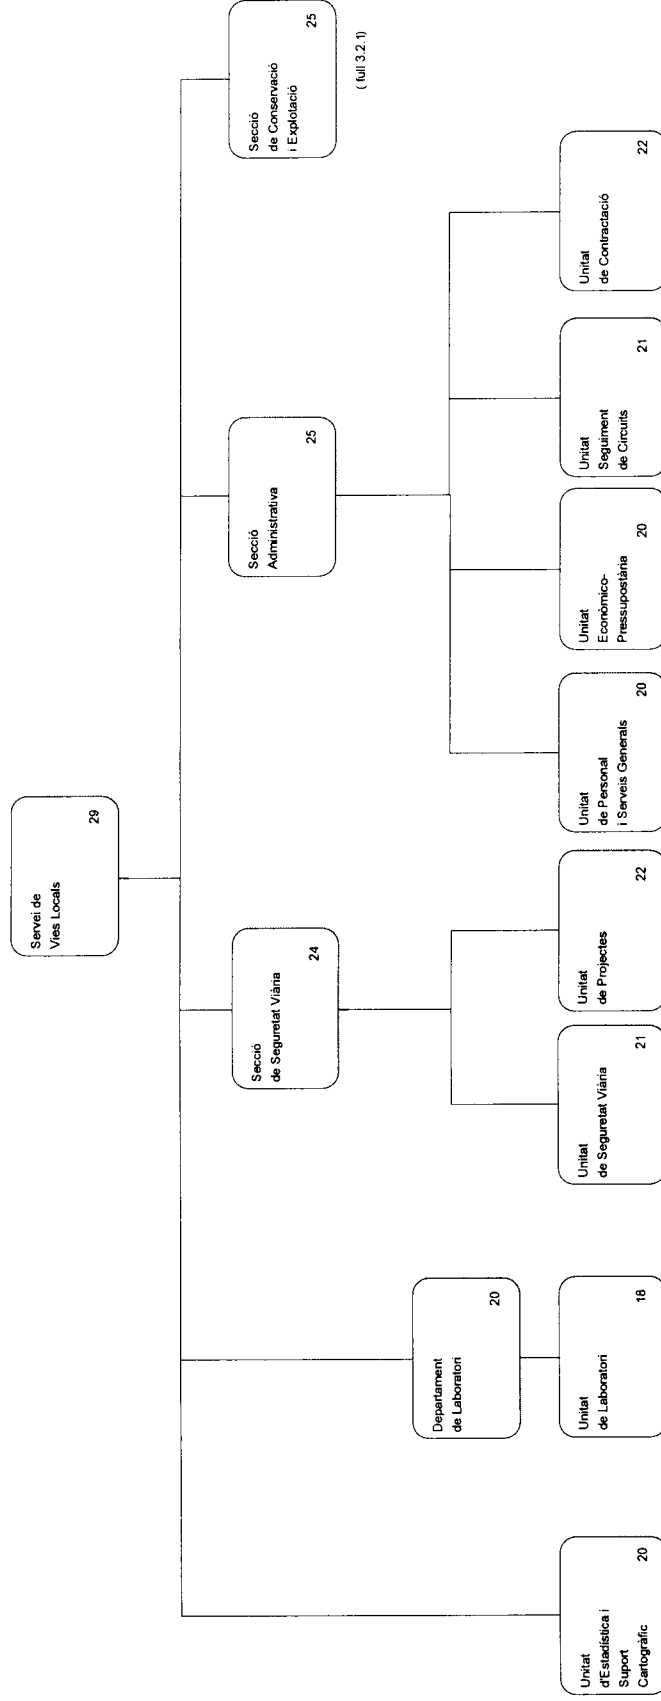 Servei de
Vies Locals
29
Secció
de Seguretat Viària
24
Secció
Administrativa
25
Secció
de Conservació
i Explotació
25
( full 3.2.1)
Departament
de Laboratori
20
Unitat
d'Estadística i
Suport
Cartogràfic
20
Unitat
de Laboratori
18
Unitat
de Seguretat Viària
21
Unitat
de Projectes
22
Unitat
de Personal
i Serveis Generals
20
Unitat
Econòmico-
Pressupostària
20
Unitat
Seguiment
de Circuits
21
Unitat
de Contractació
22